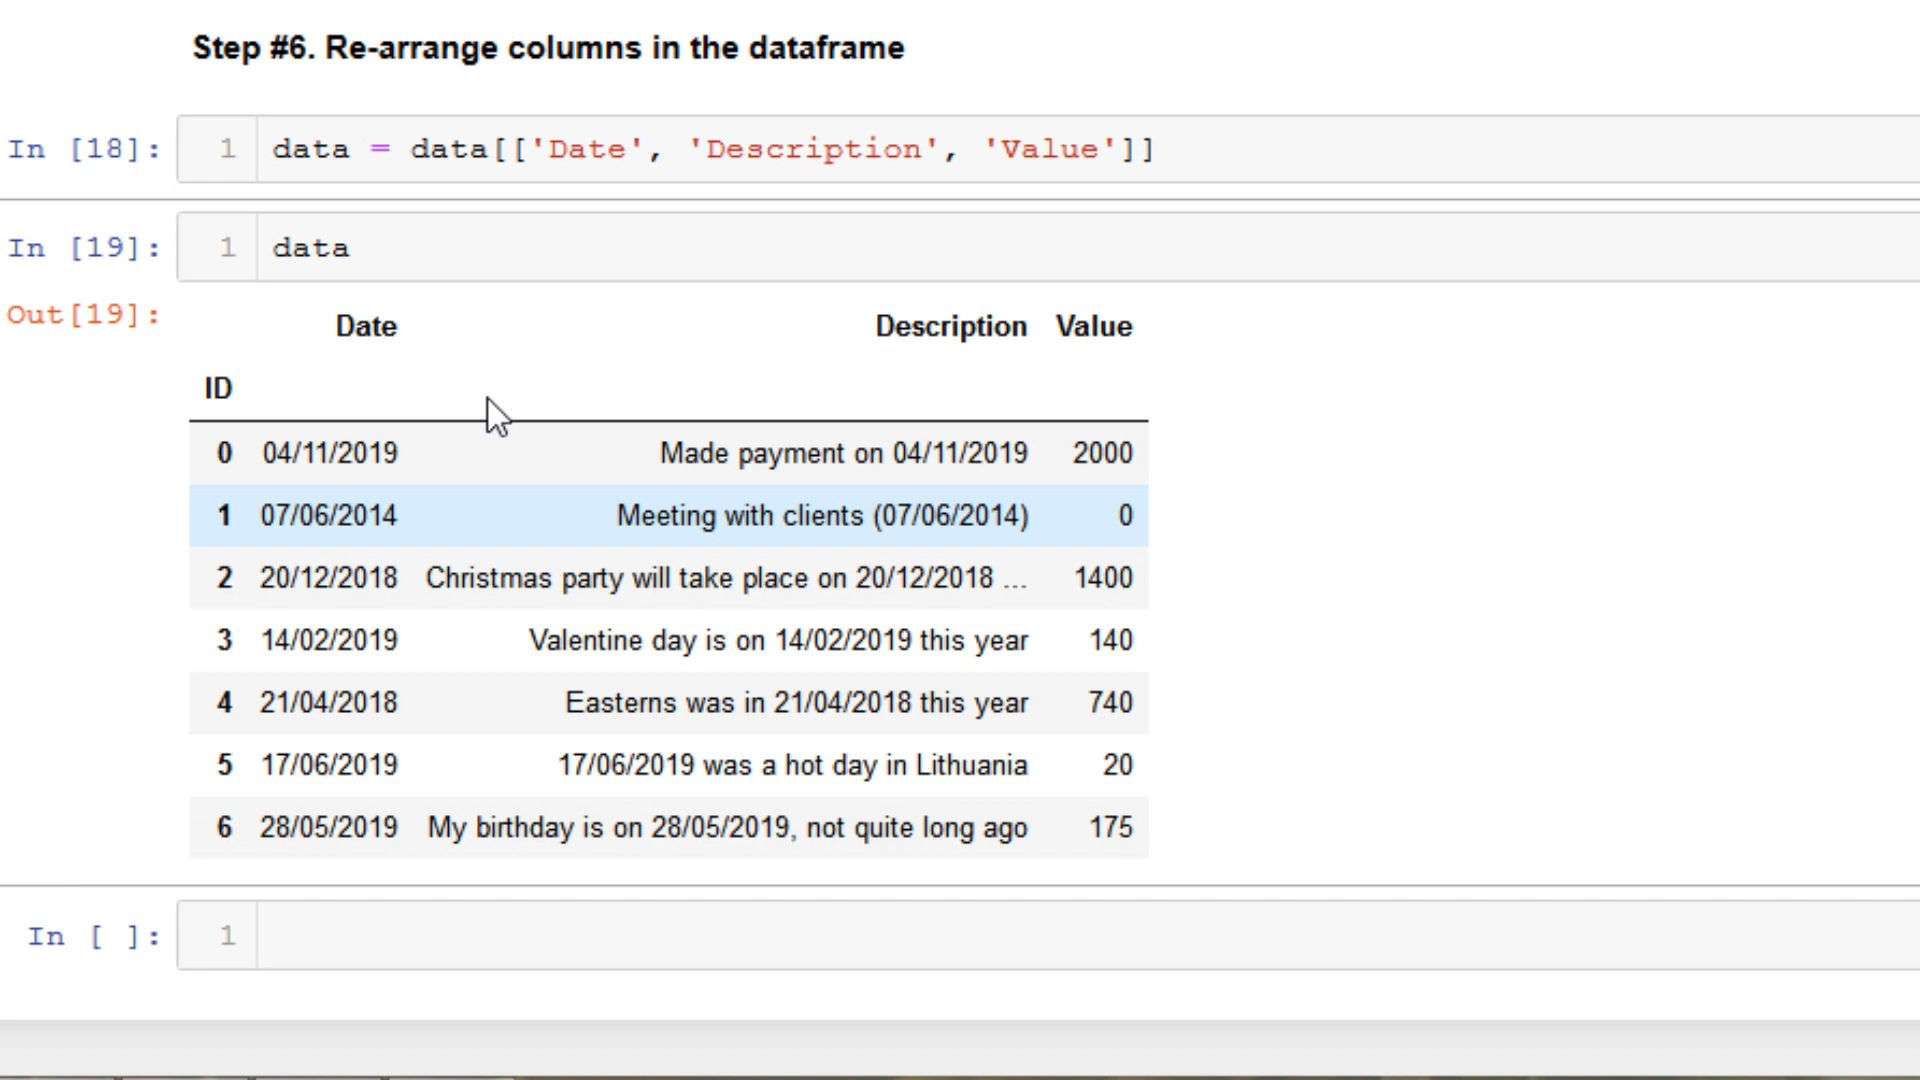 Step #6. Re-arrange columns in the dataframe
In [18]: 1 data = data[['Date', 'Description', 'Value']]
In [19]: 1 data
Out[19]:
Date Description Value
ID
0 04/11/2019 Made payment on 04/11/2019 2000
1 07/06/2014 Meeting with clients (07/06/2014) 0
2 20/12/2018 Christmas party will take place on 20/12/2018 ... 1400
3 14/02/2019 Valentine day is on 14/02/2019 this year 140
4 21/04/2018 Easterns was in 21/04/2018 this year 740
5 17/06/2019 17/06/2019 was a hot day in Lithuania 20
6 28/05/2019 My birthday is on 28/05/2019, not quite long ago 175
In [ ]: 1